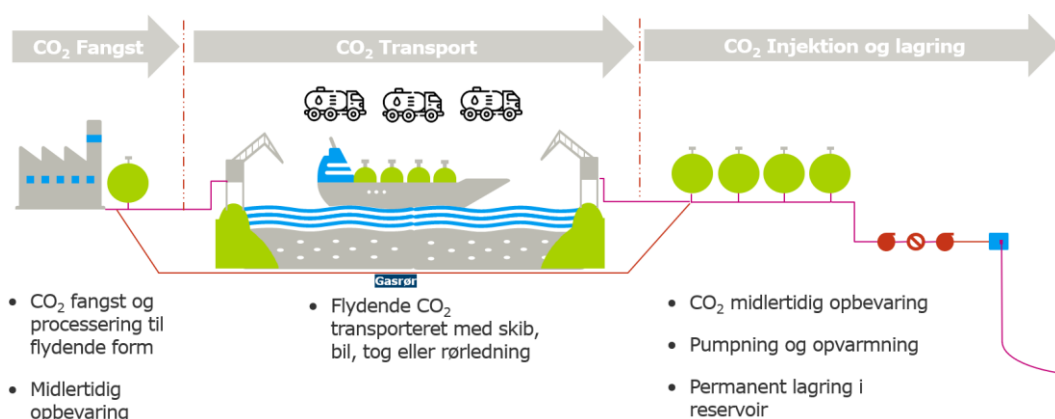 CO₂ Fangst
CO₂ Transport
CO₂ Injektion og lagring
Gasrør
• CO₂ fangst og
processering til
flydende form
• Midlertidig
opbevaring
• Flydende CO₂
transporteret med skib,
bil, tog eller rørledning
• CO₂ midlertidig opbevaring
• Pumpning og opvarmning
• Permanent lagring i
reservoir